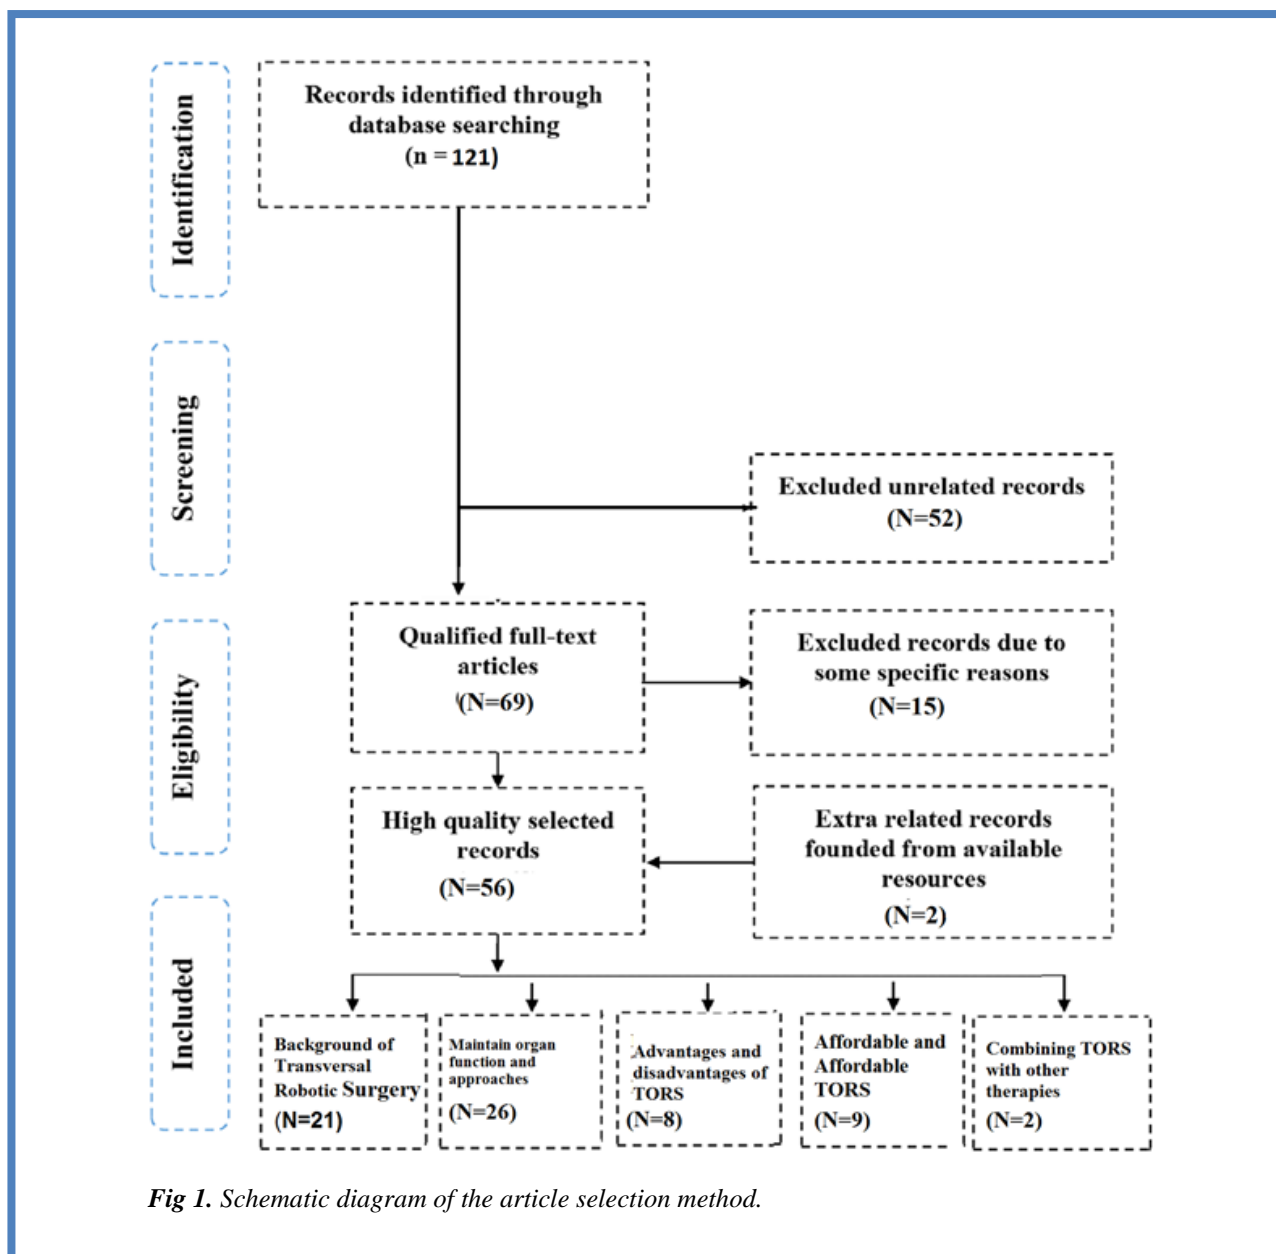 Identification
Records identified through
database searching
(n = 121)
Screening
Excluded unrelated records
(N=52)
Eligibility
Qualified full-text
articles
(N=69)
Excluded records due to
some specific reasons
(N=15)
High quality selected
records
(N=56)
Extra related records
founded from available
resources
(N=2)
Included
Background of
Transversal
Robotic Surgery
(N=21)
Maintain organ
function and
approaches
(N=26)
Advantages and
disadvantages of
TORS
(N=8)
Affordable and
Affordable
TORS
(N=9)
Combining TORS
with other
therapies
(N=2)
Fig 1. Schematic diagram of the article selection method.